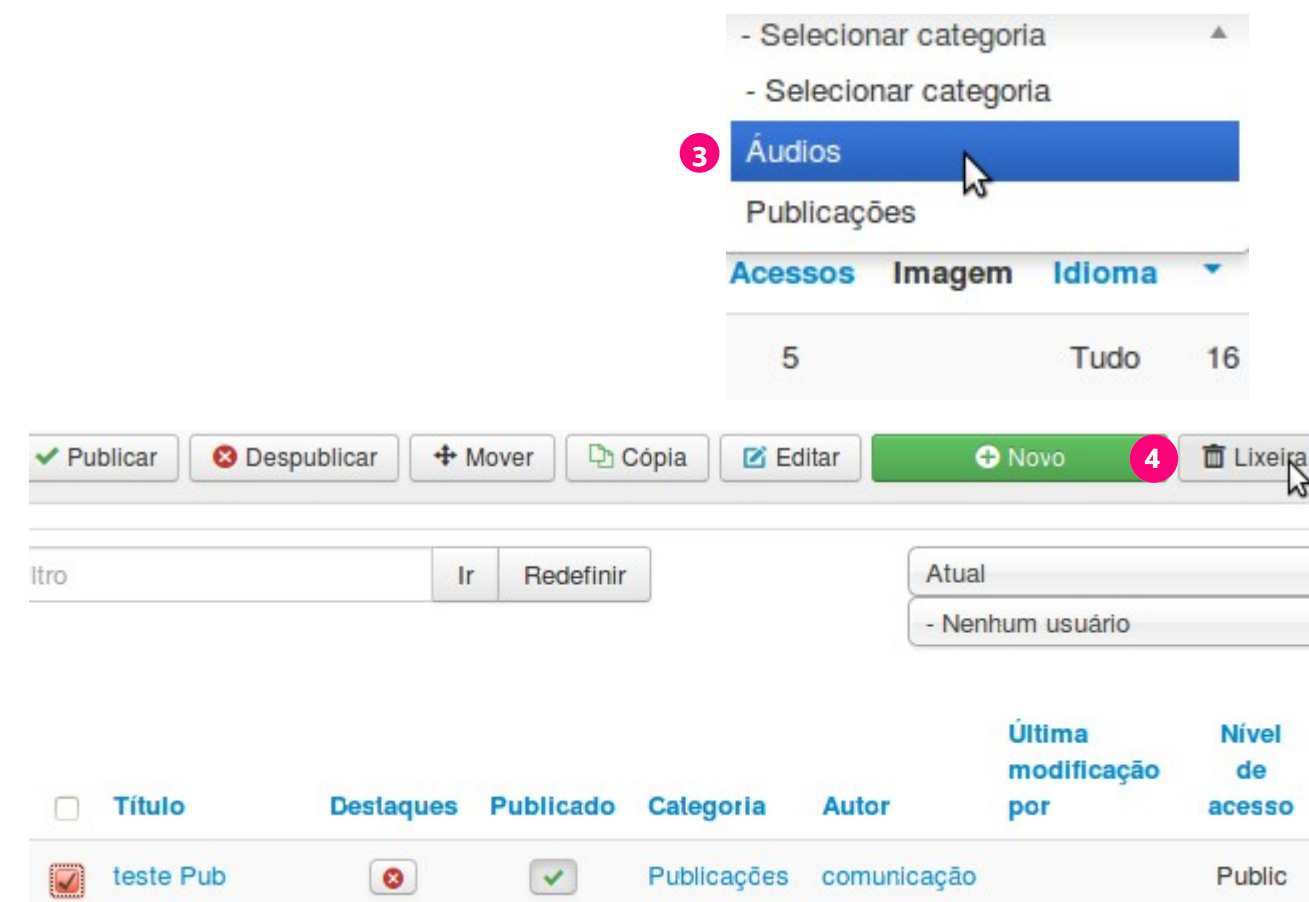 - Selecionar categoria
- Selecionar categoria
3 Áudios
Publicações
Acessos Imagem Idioma
5 Tudo 16
Publicar Despublicar Mover Cópia Editar Novo 4 Lixeira
ltro Ir Redefinir Atual
- Nenhum usuário
Última Nível
modificação de
Título Destaques Publicado Categoria Autor por acesso
teste Pub Publicações comunicação Public